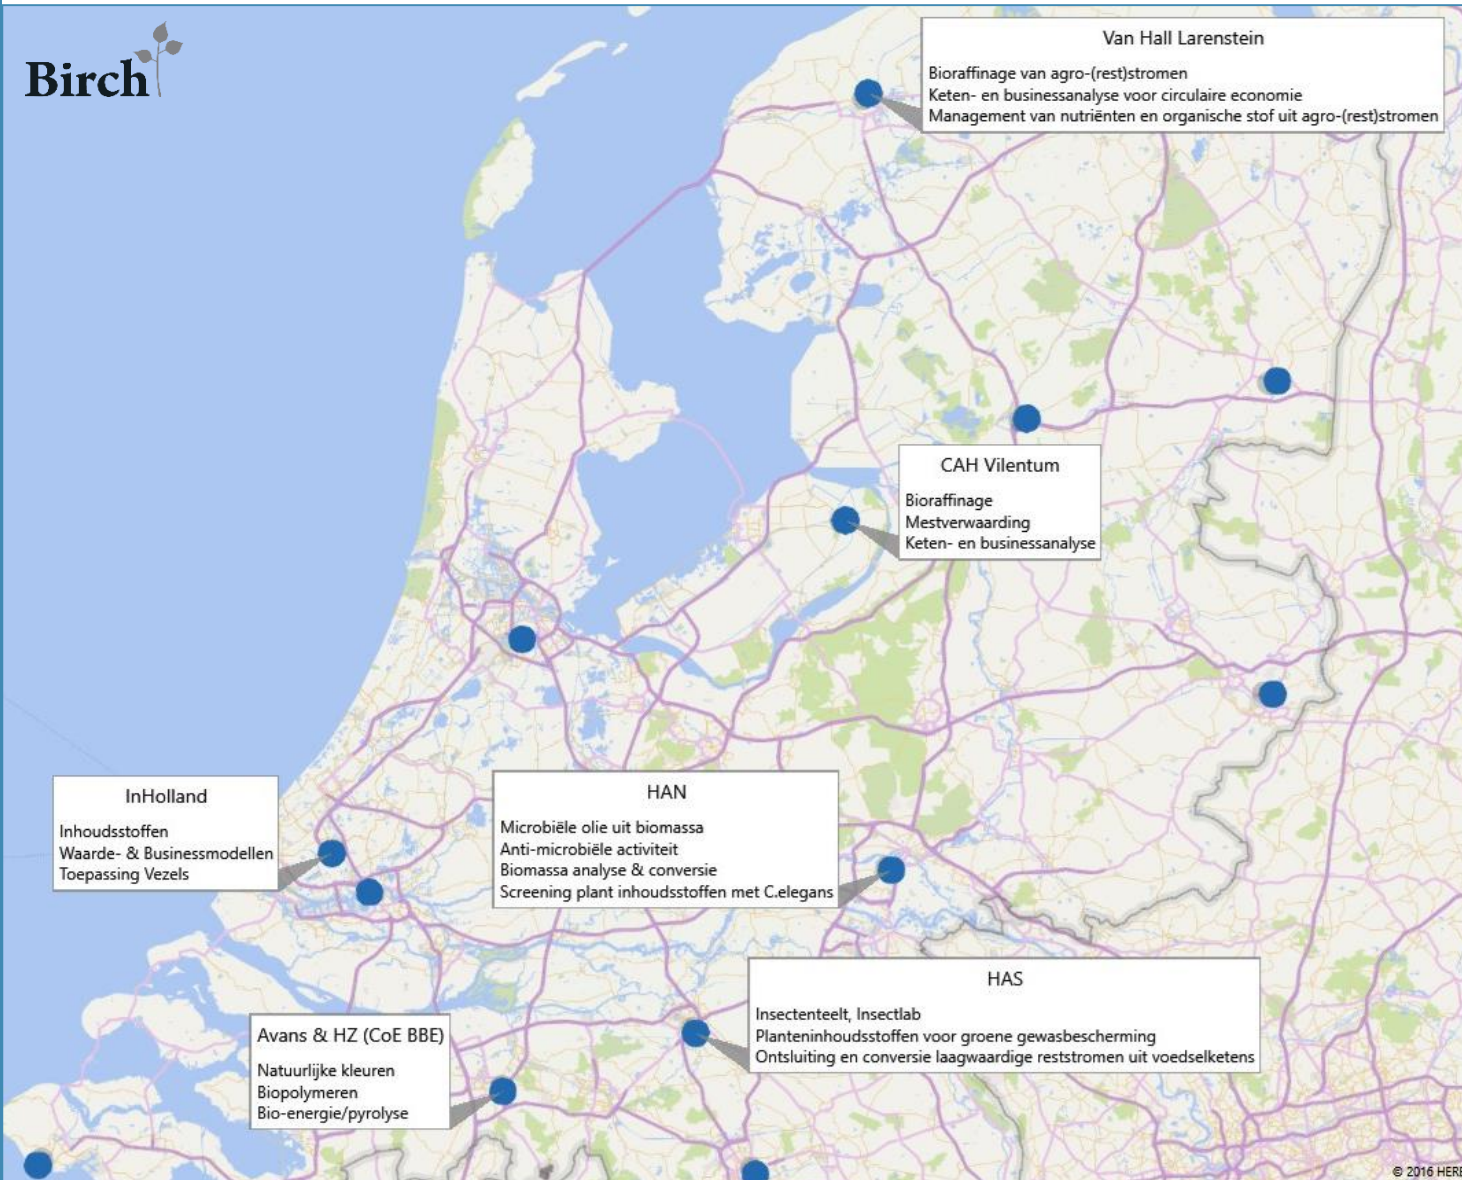 Birch
Van Hall Larenstein
Bioraffinage van agro-(rest)stromen
Keten- en businessanalyse voor circulaire economie
Management van nutriënten en organische stof uit agro-(rest)stromen
CAH Vilentum
Bioraffinage
Mestverwaarding
Keten- en businessanalyse
InHolland
Inhoudsstoffen
Waarde- & Businessmodellen
Toepassing Vezels
HAN
Microbiële olie uit biomassa
Anti-microbiële activiteit
Biomassa analyse & conversie
Screening plant inhoudsstoffen met C.elegans
HAS
Insectenteelt, Insectlab
Planteninhoudsstoffen voor groene gewasbescherming
Ontsluiting en conversie laagwaardige reststromen uit voedselketens
Avans & HZ (CoE BBE)
Natuurlijke kleuren
Biopolymeren
Bio-energie/pyrolyse
© 2016 HERE